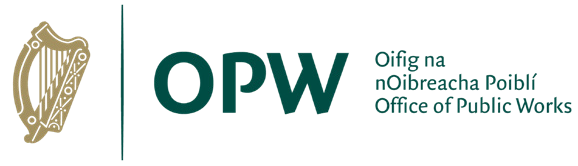 OPW
Oifig na
nOibreacha Poiblí
Office of Public Works